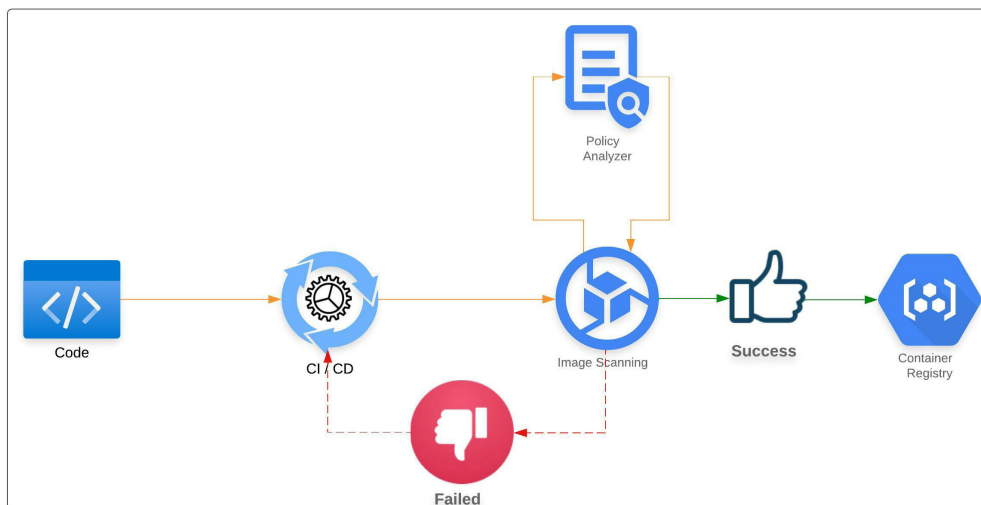 Policy
Analyzer
Code
CI / CD
Image Scanning
Success
Container
Registry
Failed